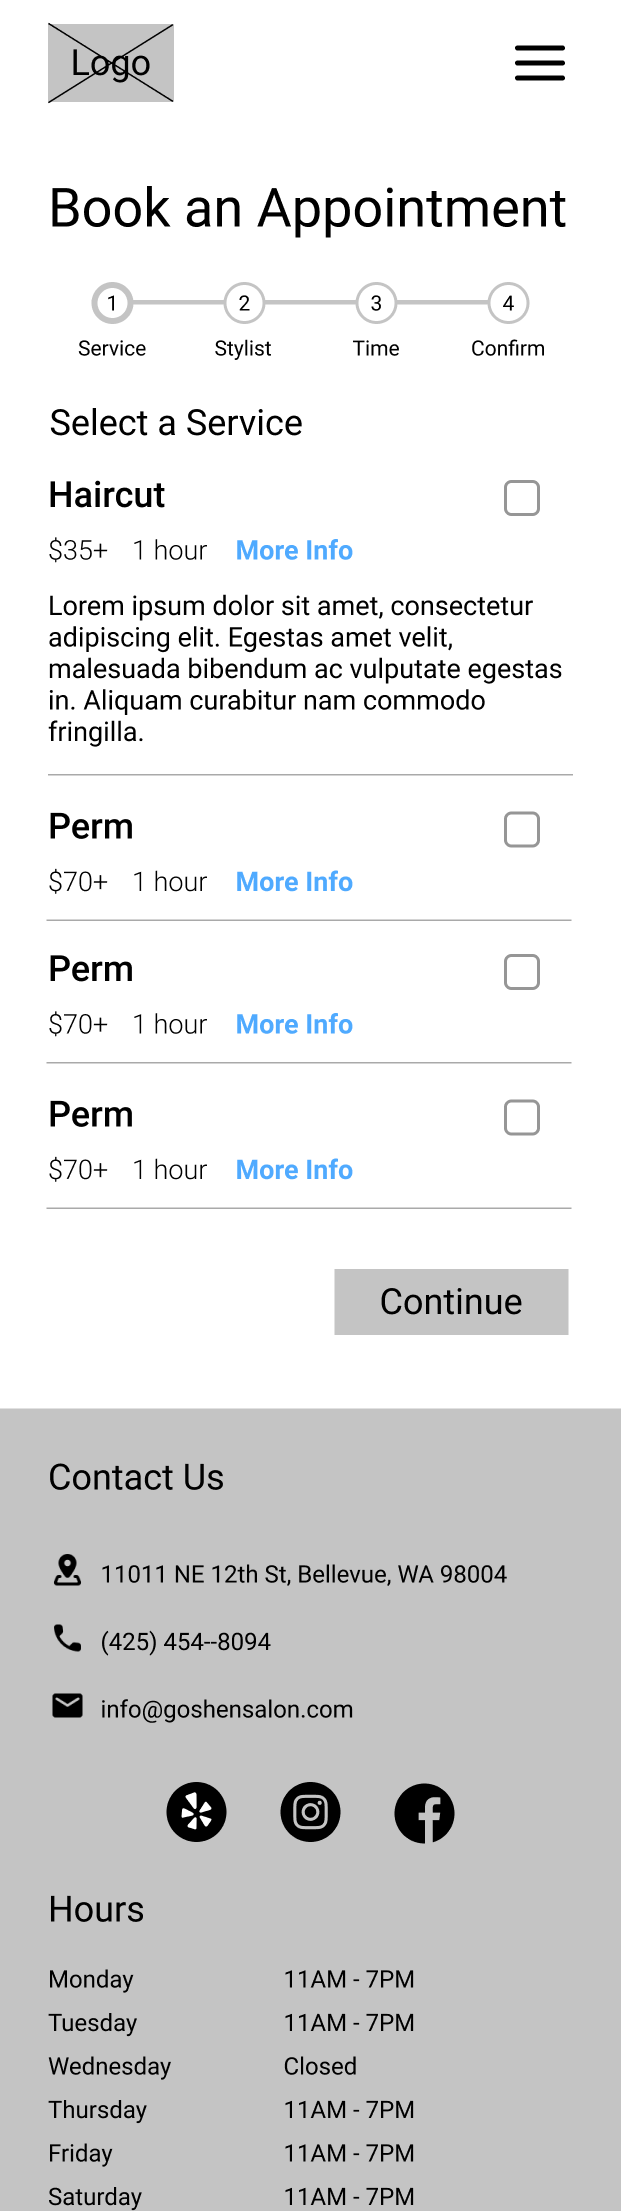 Logo
Book an Appointment
1 2 3 4
Service Stylist Time Confirm
Select a Service
Haircut
$35+ 1 hour More Info
Lorem ipsum dolor sit amet, consectetur
adipiscing elit. Egestas amet velit,
malesuada bibendum ac vulputate egestas
in. Aliquam curabitur nam commodo
fringilla.
Perm
$70+ 1 hour More Info
Perm
$70+ 1 hour More Info
Perm
$70+ 1 hour More Info
Continue
Contact Us
11011 NE 12th St, Bellevue, WA 98004
(425) 454--8094
info@goshensalon.com
Hours
Monday 11AM - 7PM
Tuesday 11AM - 7PM
Wednesday Closed
Thursday 11AM - 7PM
Friday 11AM - 7PM
Saturday 11AM - 7PM